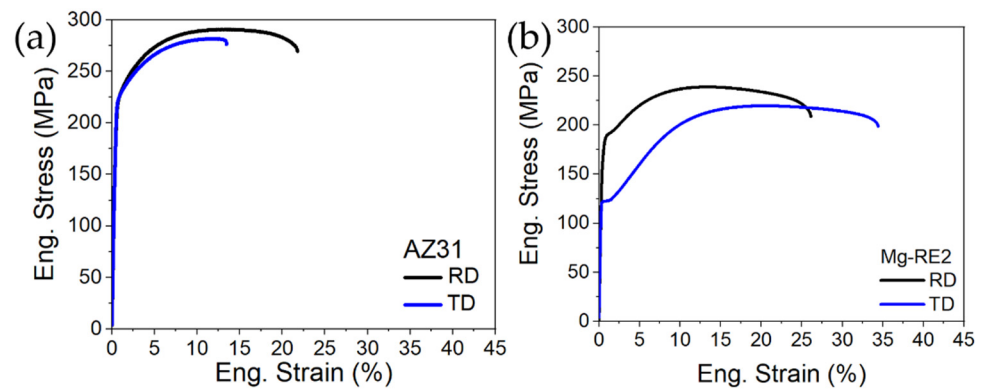 (a)
Eng. Stress (MPa)
300
250
200
150
100
50
0
AZ31
RD
TD
0 5 10 15 20 25 30 35 40 45
Eng. Strain (%)
(b)
Eng. Stress (MPa)
300
250
200
150
100
50
0
Mg-RE2
RD
TD
0 5 10 15 20 25 30 35 40 45
Eng. Strain (%)